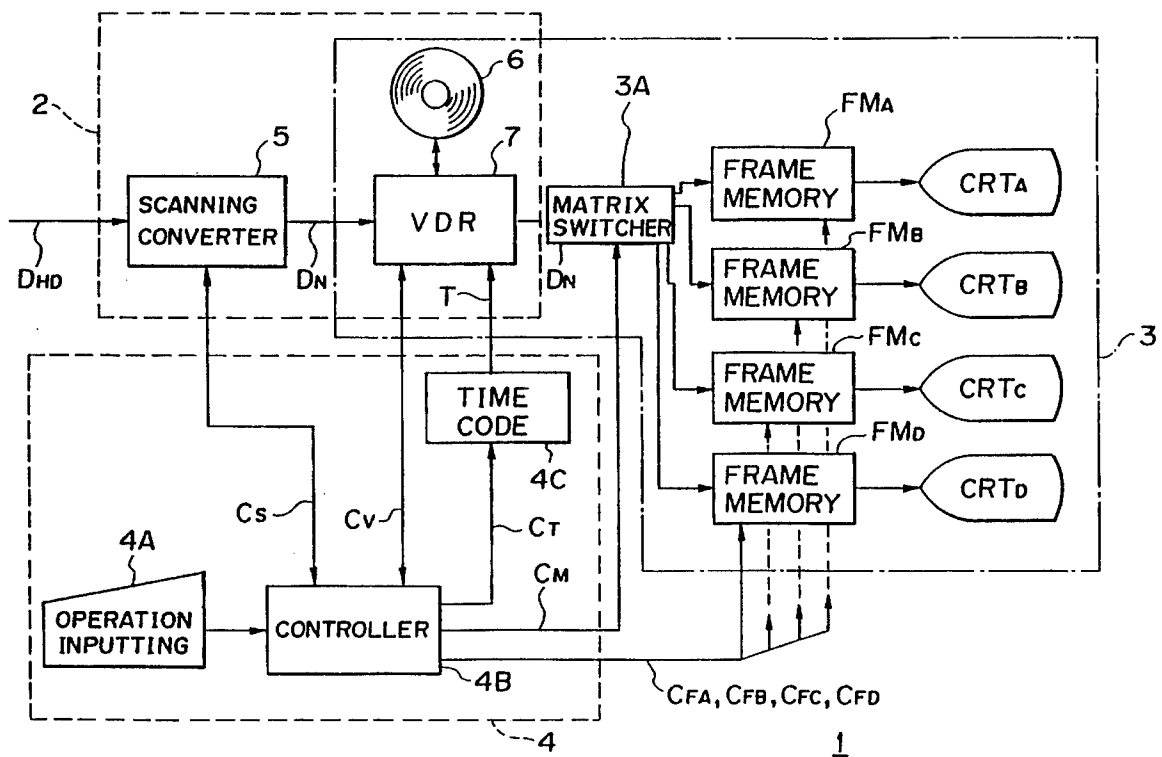 2
5
SCANNING
CONVERTER
DHD
DN
6
7
VDR
T
3A
MATRIX
SWITCHER
DN
FMA
FRAME
MEMORY
CRTA
FMB
FRAME
MEMORY
CRTB
FMC
FRAME
MEMORY
CRTC
FMD
FRAME
MEMORY
CRTD
3
TIME
CODE
4C
CS
CV
CT
CM
4A
OPERATION
INPUTTING
CONTROLLER
4B
CFA, CFB, CFC, CFD
4
1